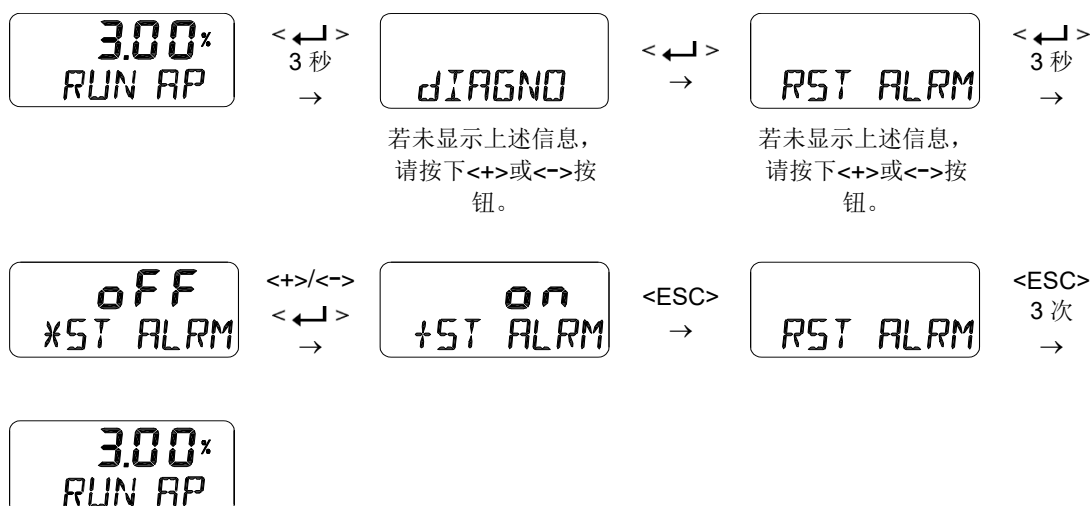 3.00%
RUN AP
< ↵ >
3 秒
→
dIAGNO
若未显示上述信息，
请按下<+>或<->按
钮。
< ↵ >
→
RST ALRM
若未显示上述信息，
请按下<+>或<->按
钮。
< ↵ >
3 秒
→
oFF
*ST ALRM
<+>/<->
< ↵ >
→
on
+ST ALRM
<ESC>
→
RST ALRM
<ESC>
3 次
→
3.00%
RUN AP